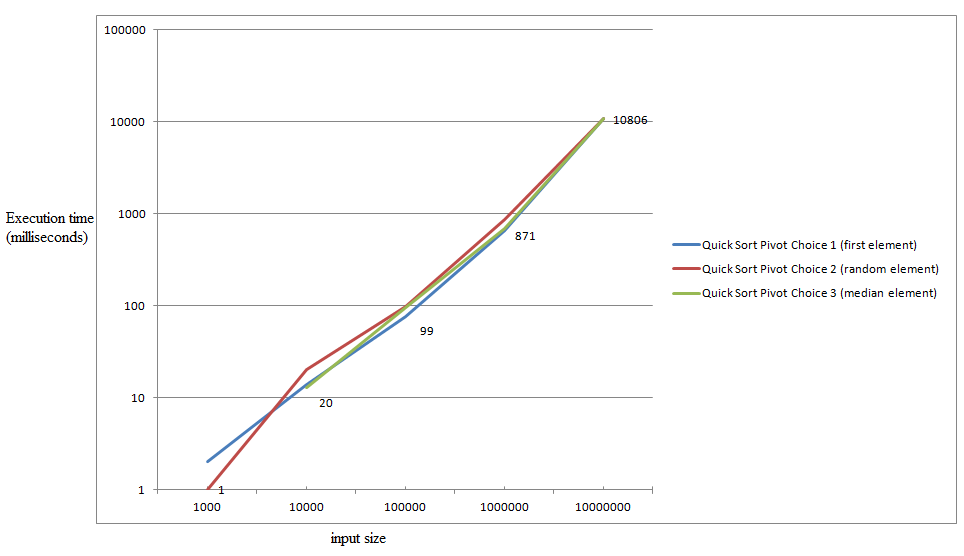 100000
10000
1000
100
10
1
Execution time
(milliseconds)
10806
871
99
20
1
1000 10000 100000 1000000 10000000
input size
Quick Sort Pivot Choice 1 (first element)
Quick Sort Pivot Choice 2 (random element)
Quick Sort Pivot Choice 3 (median element)